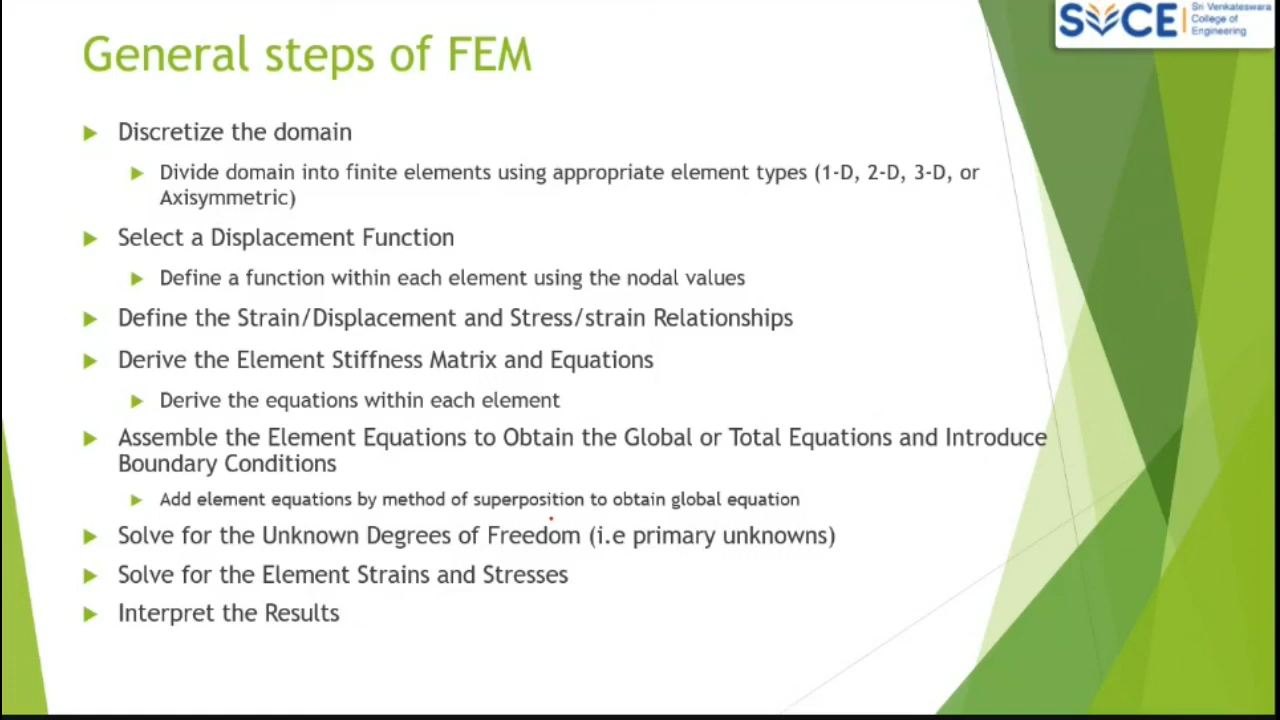 General steps of FEM
SVCE
Sri Venkateswara
College of
Engineering
Discretize the domain
Divide domain into finite elements using appropriate element types (1-D, 2-D, 3-D, or
Axisymmetric)
Select a Displacement Function
Define a function within each element using the nodal values
Define the Strain/Displacement and Stress/strain Relationships
Derive the Element Stiffness Matrix and Equations
Derive the equations within each element
Assemble the Element Equations to Obtain the Global or Total Equations and Introduce
Boundary Conditions
Add element equations by method of superposition to obtain global equation
Solve for the Unknown Degrees of Freedom (i.e primary unknowns)
Solve for the Element Strains and Stresses
Interpret the Results